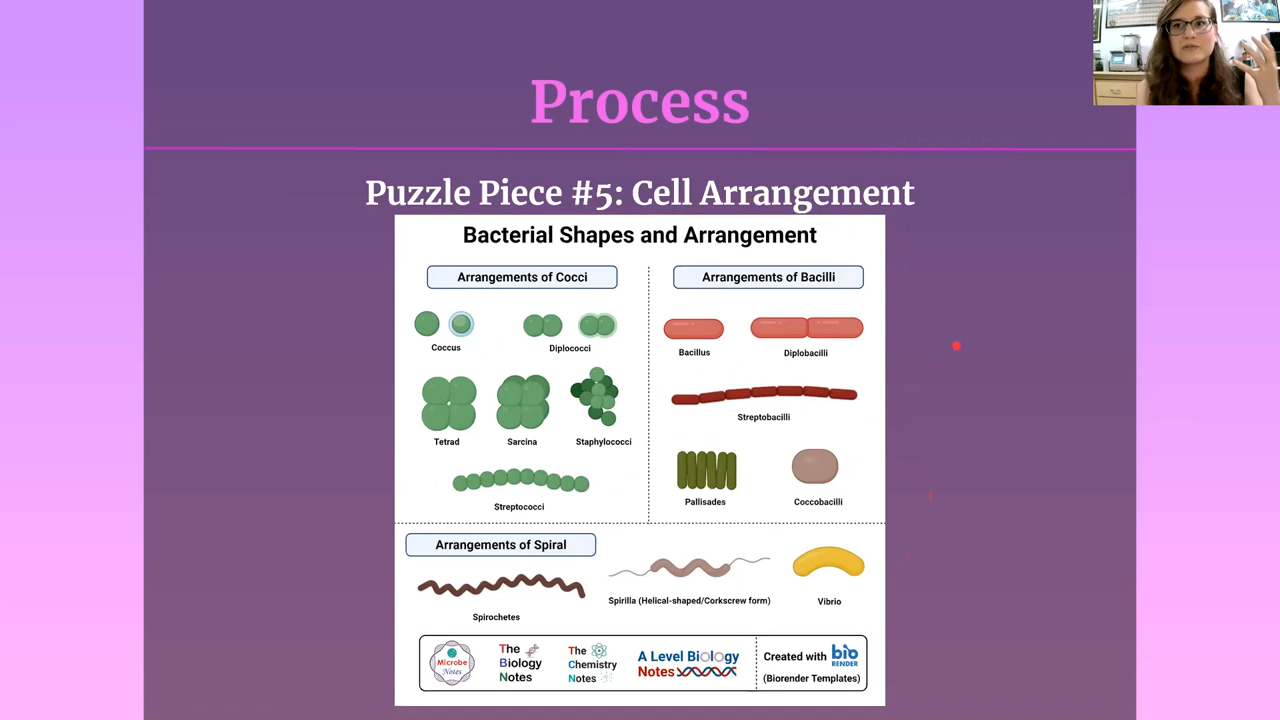 Process
Puzzle Piece #5: Cell Arrangement
Bacterial Shapes and Arrangement
Arrangements of Cocci
Coccus
Diplococci
Tetrad
Sarcina
Staphylococci
Streptococci
Arrangements of Bacilli
Bacillus
Diplobacilli
Streptobacilli
Pallisades
Coccobacilli
Arrangements of Spiral
Spirochetes
Spirilla (Helical-shaped/Corkscrew form)
Vibrio
Microbe
Notes
The
Biology
Notes
The
Chemistry
Notes
A Level Biology
Notes
Created with bio
RENDER
(Biorender Templates)